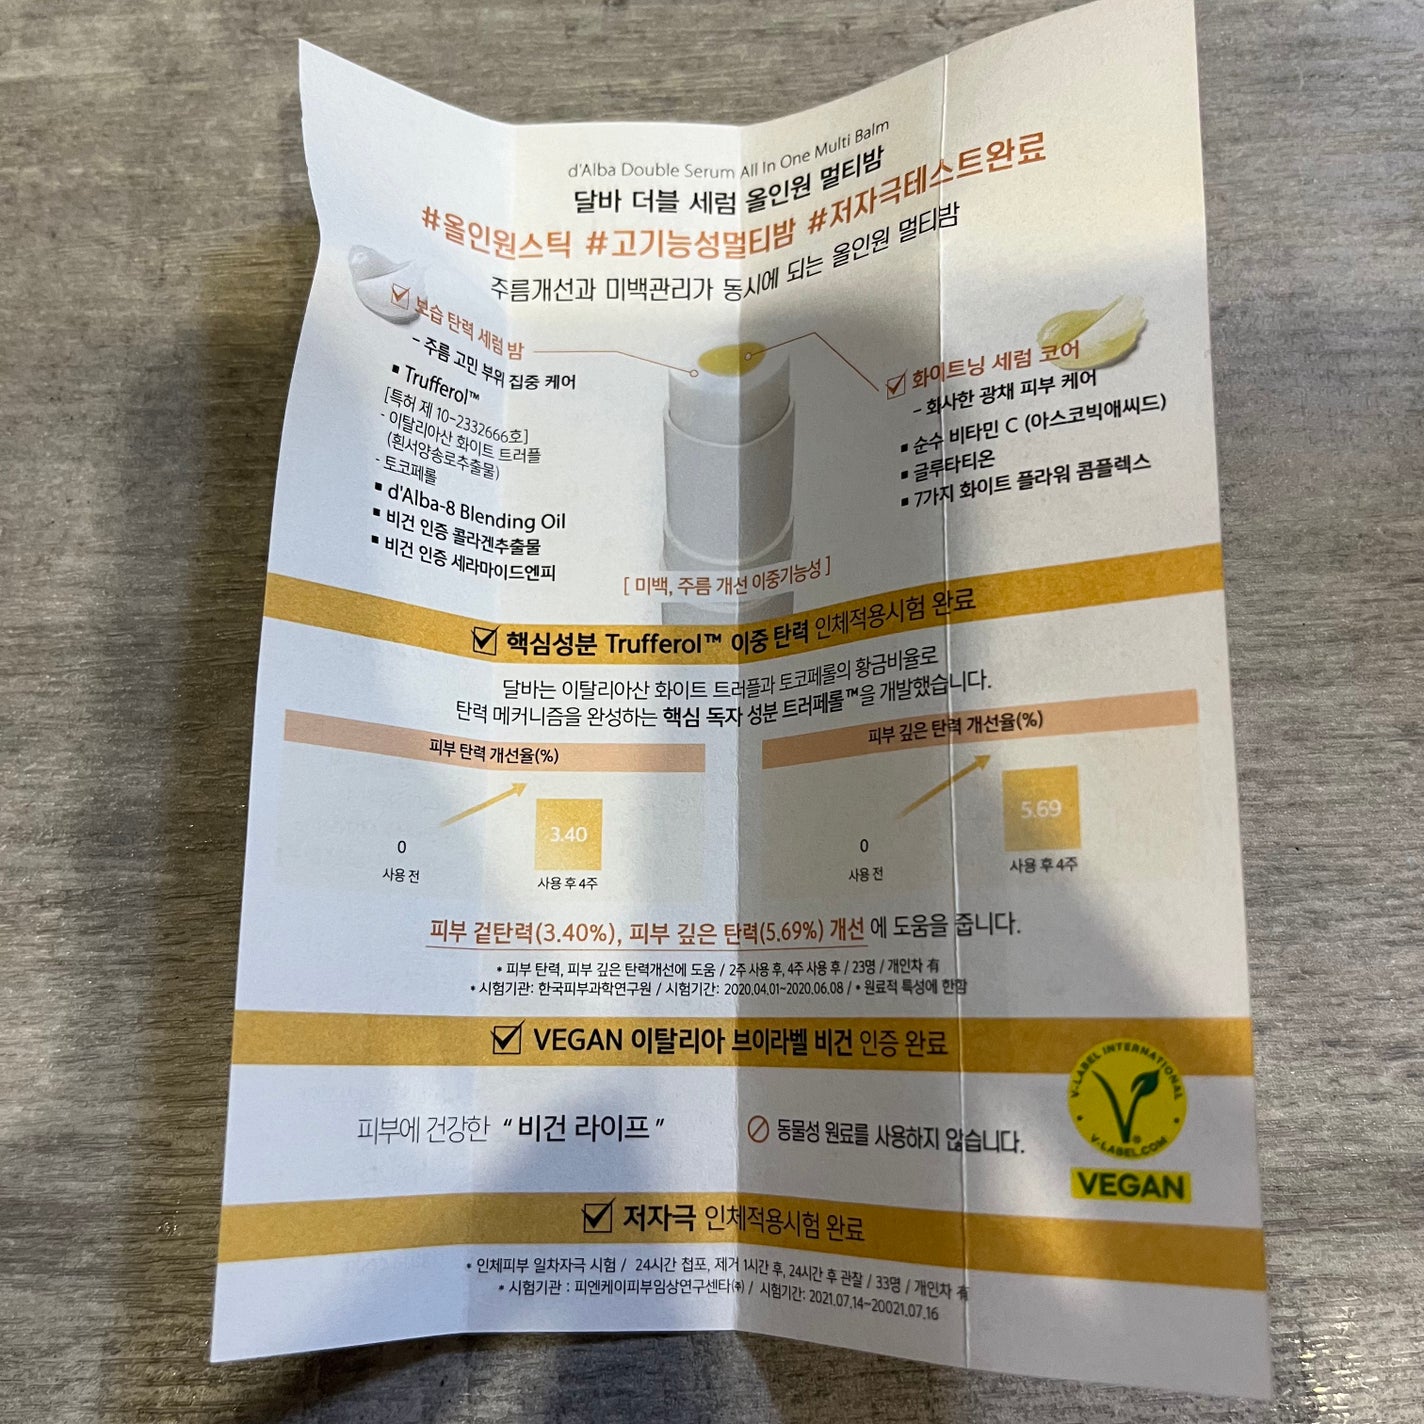 d'Alba Double Serum All In One Multi Balm
달바 더블 세럼 올인원 멀티밤
#올인원스틱 #고기능성멀티밤 #저자극테스트완료
주름개선과 미백관리가 동시에 되는 올인원 멀티밤
보습 탄력 세럼 밤
- 주름 고민 부위 집중 케어
▪ Trufferol™
[특허 제 10-2332666호]
- 이탈리아산 화이트 트러플
(흰서양송로추출물)
- 토코페롤
▪ d'Alba-8 Blending Oil
▪ 비건 인증 콜라겐추출물
▪ 비건 인증 세라마이드엔피
화이트닝 세럼 코어
- 화사한 광채 피부 케어
▪ 순수 비타민 C (아스코빅애씨드)
▪ 글루타티온
▪ 7가지 화이트 플라워 콤플렉스
[ 미백, 주름 개선 이중기능성 ]
핵심성분 Trufferol™ 이중 탄력 인체적용시험 완료
달바는 이탈리아산 화이트 트러플과 토코페롤의 황금비율로
탄력 메커니즘을 완성하는 핵심 독자 성분 트러페롤™을 개발했습니다.
피부 탄력 개선율(%)
0
사용 전
3.40
사용 후 4주
피부 깊은 탄력 개선율(%)
0
사용 전
5.69
사용 후 4주
피부 겉탄력(3.40%), 피부 깊은 탄력(5.69%) 개선에 도움을 줍니다.
* 피부 탄력, 피부 깊은 탄력개선에 도움 / 2주 사용 후, 4주 사용 후 / 23명 / 개인차 有
* 시험기관: 한국피부과학연구원 / 시험기간: 2020.04.01~2020.06.08 / * 원료적 특성에 한함
VEGAN 이탈리아 브이라벨 비건 인증 완료
피부에 건강한 “ 비건 라이프 ”
동물성 원료를 사용하지 않습니다.
V-LABEL INTERNATIONAL
V-LABEL.COM
VEGAN
저자극 인체적용시험 완료
* 인체피부 일차자극 시험 / 24시간 첩포, 제거 1시간 후, 24시간 후 관찰 / 33명 / 개인차 有
* 시험기관 : 피엔케이피부임상연구센타㈜ / 시험기간: 2021.07.14~20021.07.16